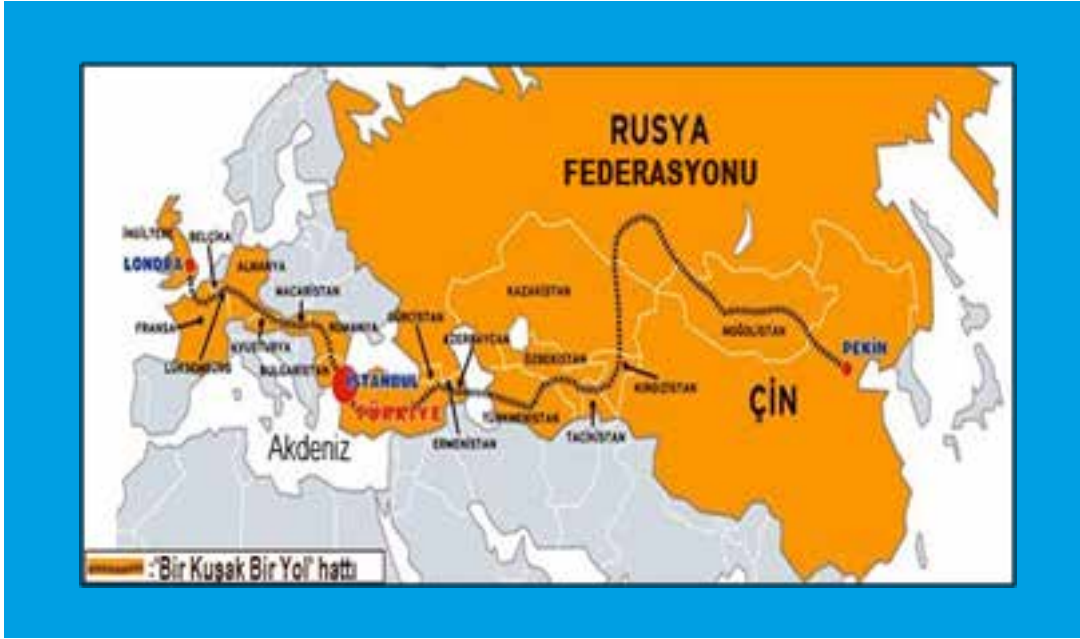 RUSYA
FEDERASYONU
İNGİLTERE
BELÇİKA
LONDRA
ALMANYA
MACARİSTAN
KAZAKİSTAN
FRANSA
GÜRCİSTAN
ROMANYA
AZERBAYCAN
MOĞOLİSTAN
AVUSTURYA
ÖZBEKİSTAN
PEKİN
LÜKSEMBURG
BULGARİSTAN
İSTANBUL
KIRGIZİSTAN
ÇİN
TÜRKİYE
TÜRKMENİSTAN
ERMENİSTAN
TACİKİSTAN
Akdeniz
:'Bir Kuşak Bir Yol' hattı